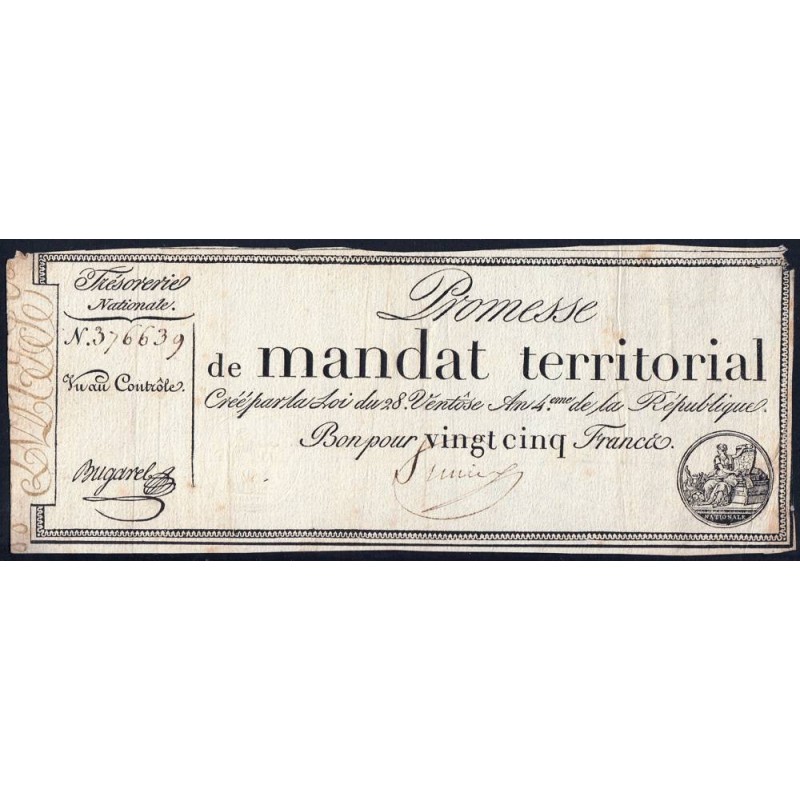 Trésorerie
Nationale.
N. 376639
Vu au Contrôle.
Bugarel
Promesse
de mandat territorial
Créé par la Loi du 28. Ventôse An 4.eme de la République.
Bon pour vingt cinq Francs.
NATIONALE